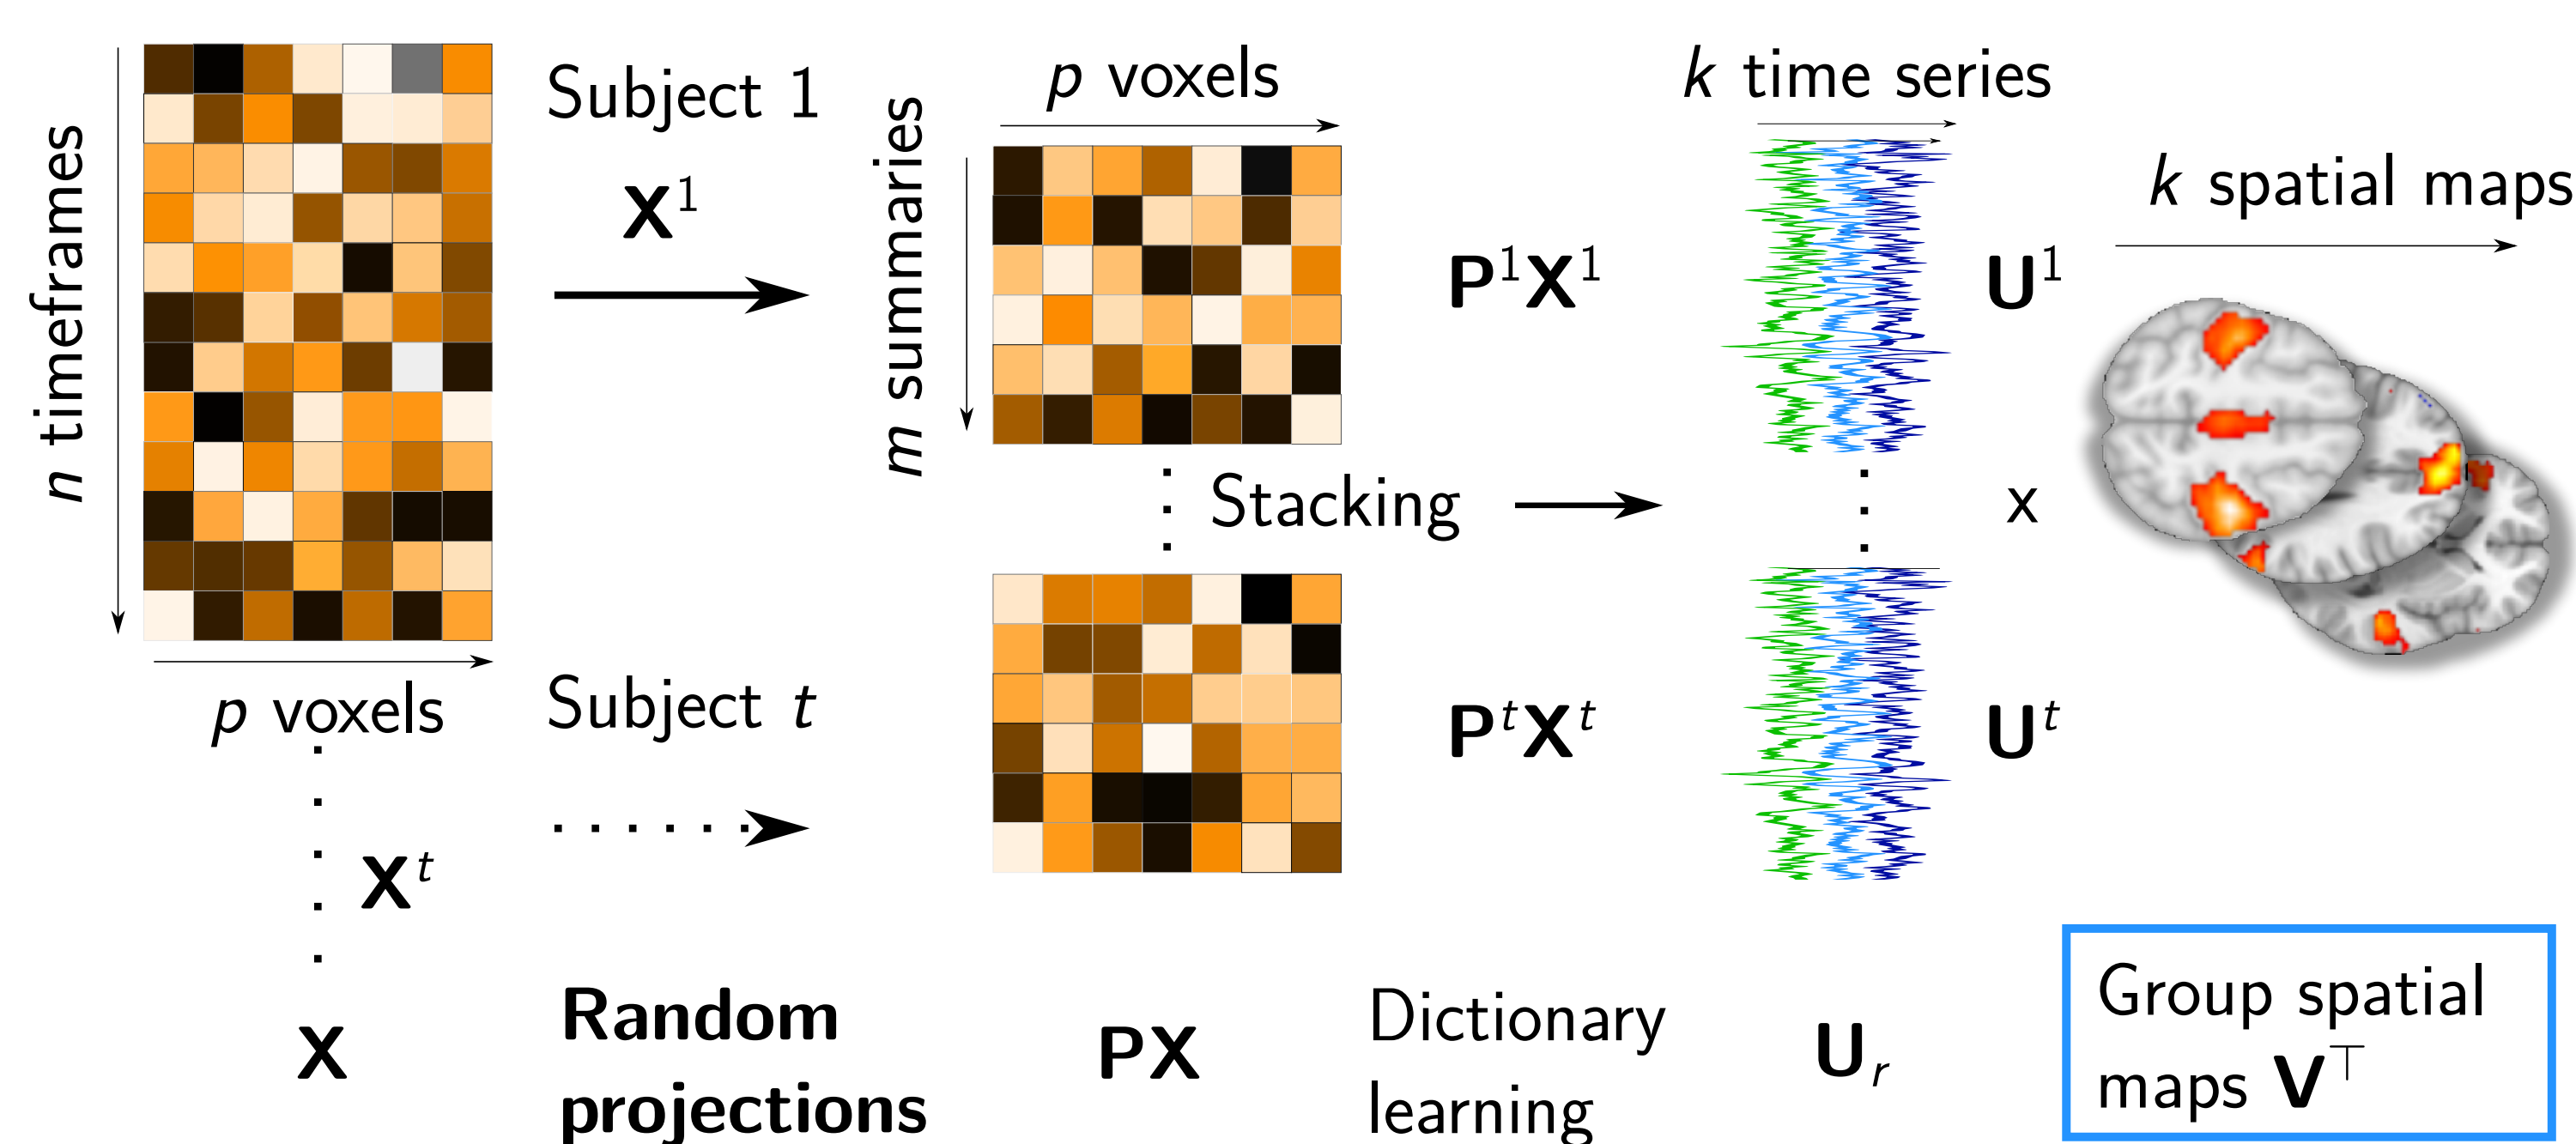 n timeframes
p voxels
Subject 1
X¹
Subject t
Xᵗ
X
Random
projections
p voxels
m summaries
P¹X¹
Stacking
PᵗXᵗ
PX
Dictionary
learning
k time series
U¹
x
Uᵗ
Uᵣ
k spatial maps
Group spatial
maps V⊤